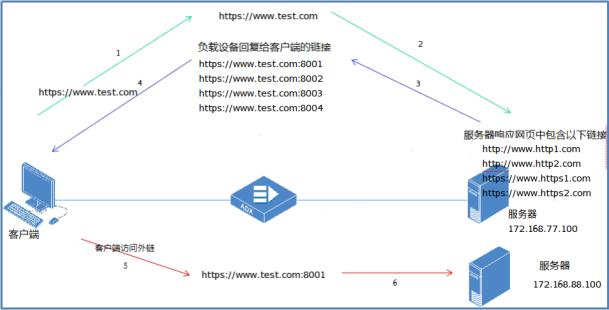 https://www.test.com
1
2
负载设备回复给客户端的链接
https://www.test.com:8001
https://www.test.com:8002
https://www.test.com:8003
https://www.test.com:8004
4
3
https://www.test.com
服务器响应网页中包含以下链接
http://www.http1.com
http://www.http2.com
https://www.https1.com
https://www.https2.com
ADX
客户端
服务器
172.168.77.100
客户端访问外链
5
https://www.test.com:8001
6
服务器
172.168.88.100